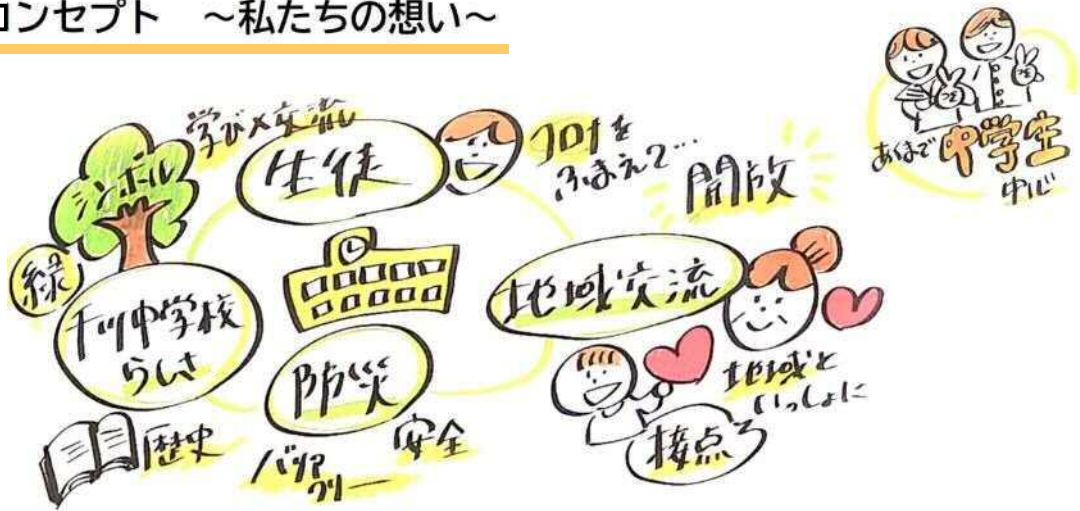 コンセプト　～私たちの想い～
あくまで
中学生
中心
学び×交流
生徒
コロナを
ふまえて…
開放
シンボル
緑
千川中学校
らしさ
防災
地域交流
地域と
いっしょに
接点
歴史
バリア
フリー
安全